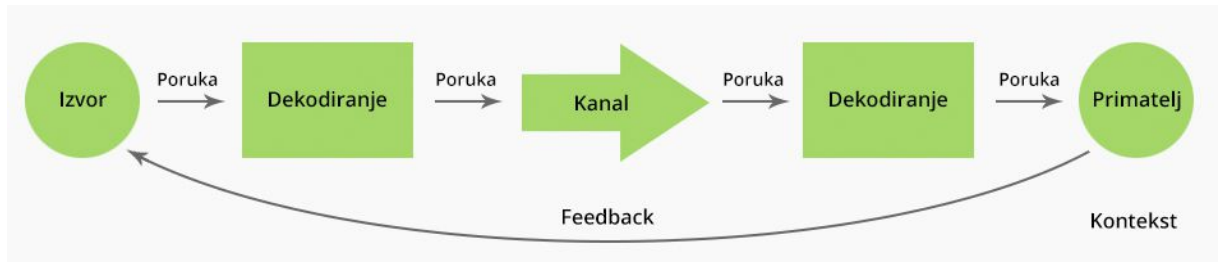 Izvor
Poruka
Dekodiranje
Poruka
Kanal
Poruka
Dekodiranje
Poruka
Primatelj
Feedback
Kontekst